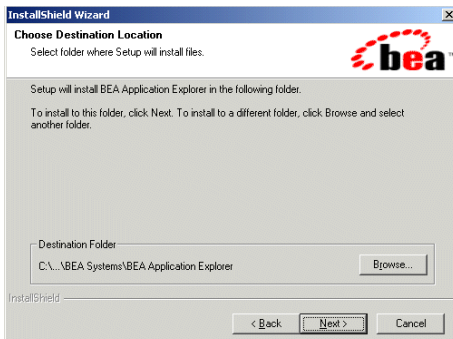 InstallShield Wizard
Choose Destination Location
Select folder where Setup will install files.
bea
Setup will install BEA Application Explorer in the following folder.
To install to this folder, click Next. To install to a different folder, click Browse and select
another folder.
Destination Folder
C:\...\BEA Systems\BEA Application Explorer
Browse...
InstallShield
< Back
Next >
Cancel